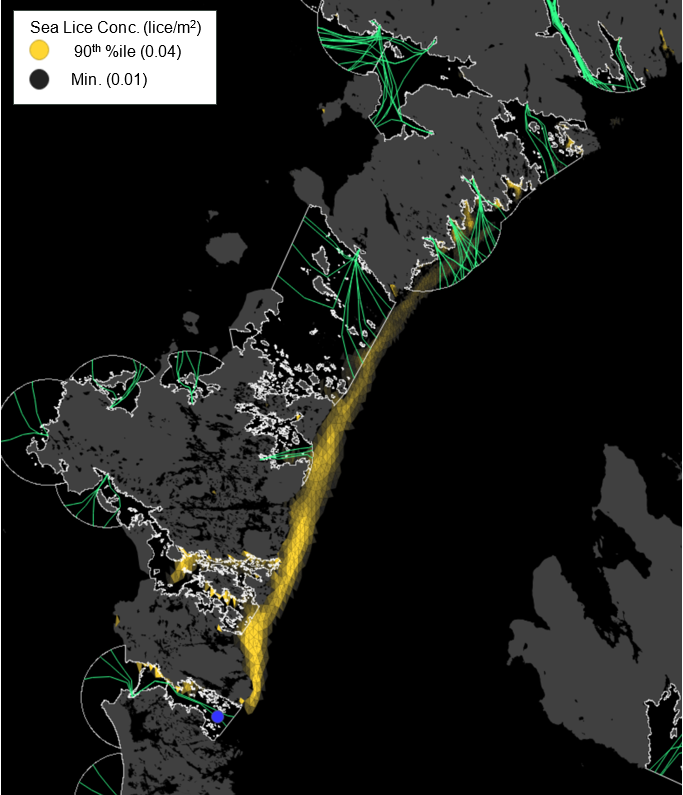 Sea Lice Conc. (lice/m²)
90th %ile (0.04)
Min. (0.01)